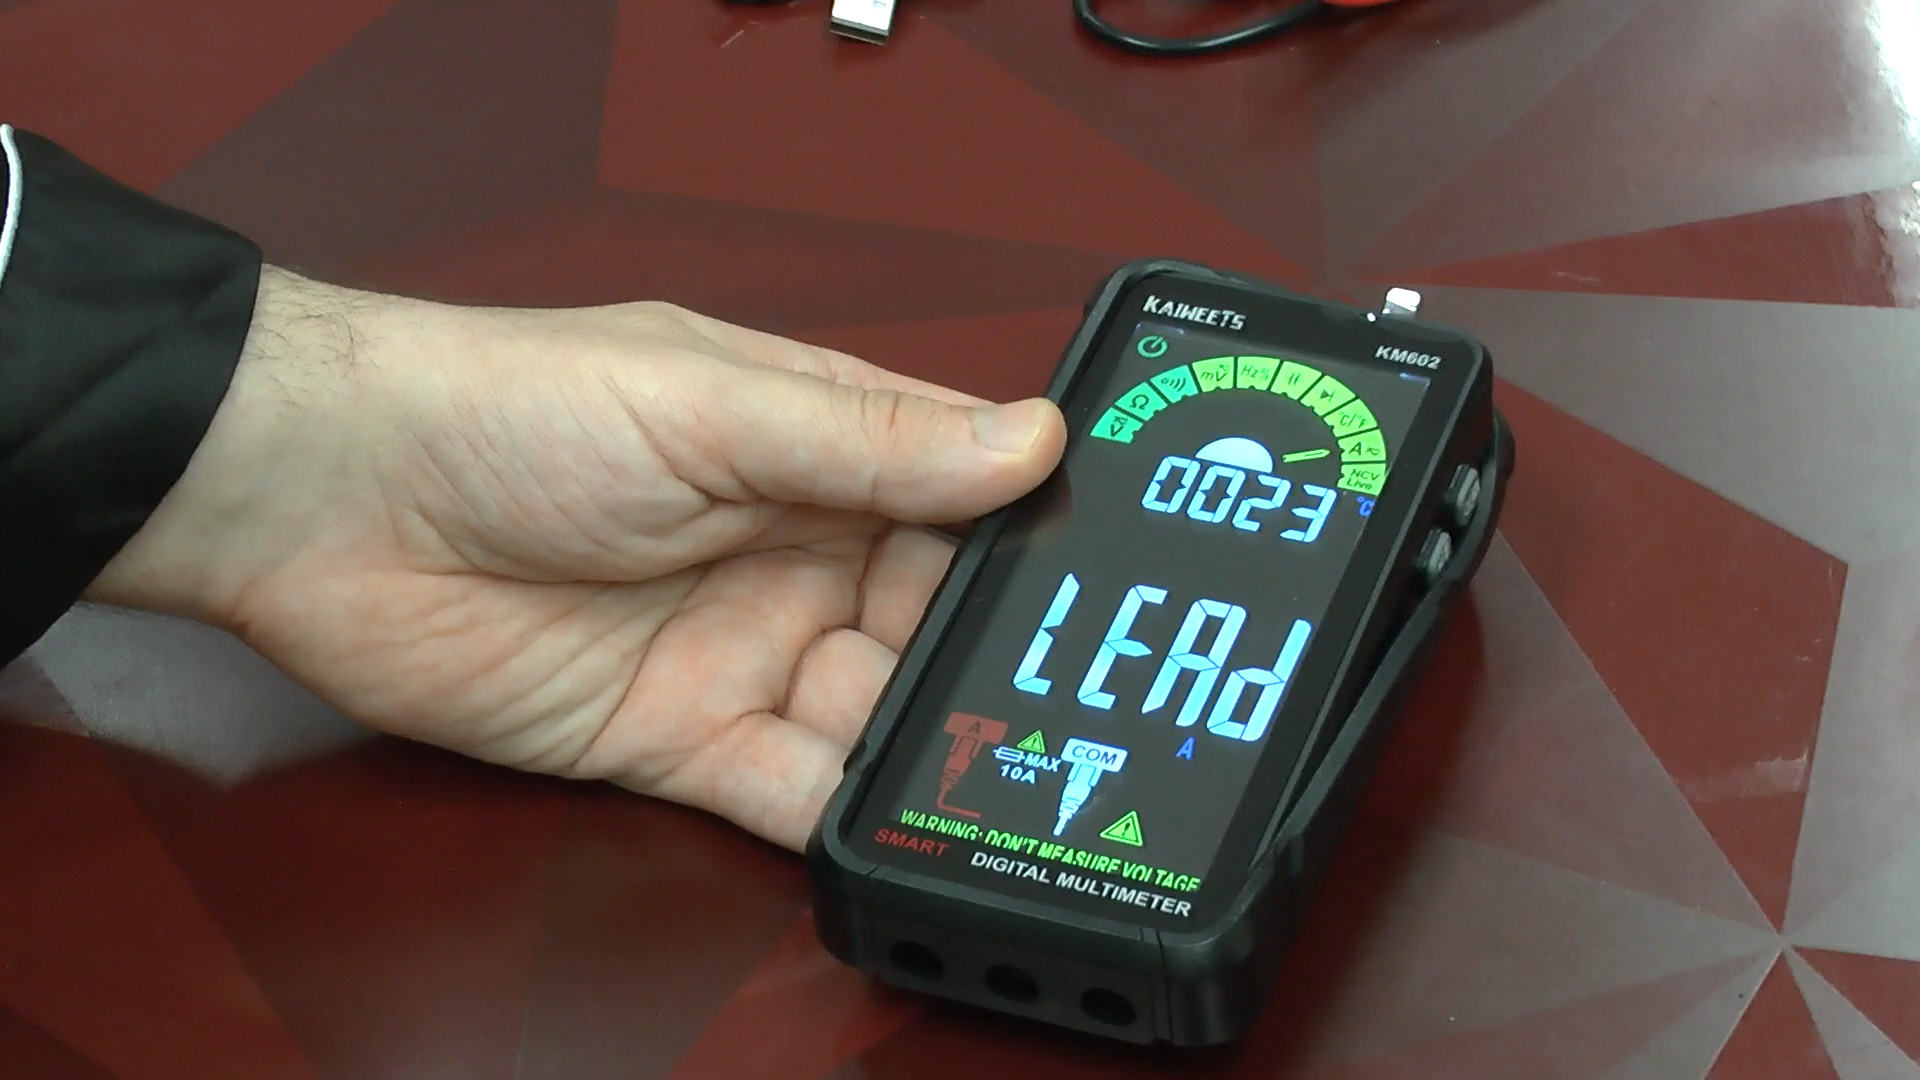 KAIWEETS
KM602
Ω mV Hz% C/°F
V A
NCV
Live
0023 °C
LEAd
A
A MAX COM
10A
WARNING: DON'T MEASURE VOLTAGE
SMART DIGITAL MULTIMETER